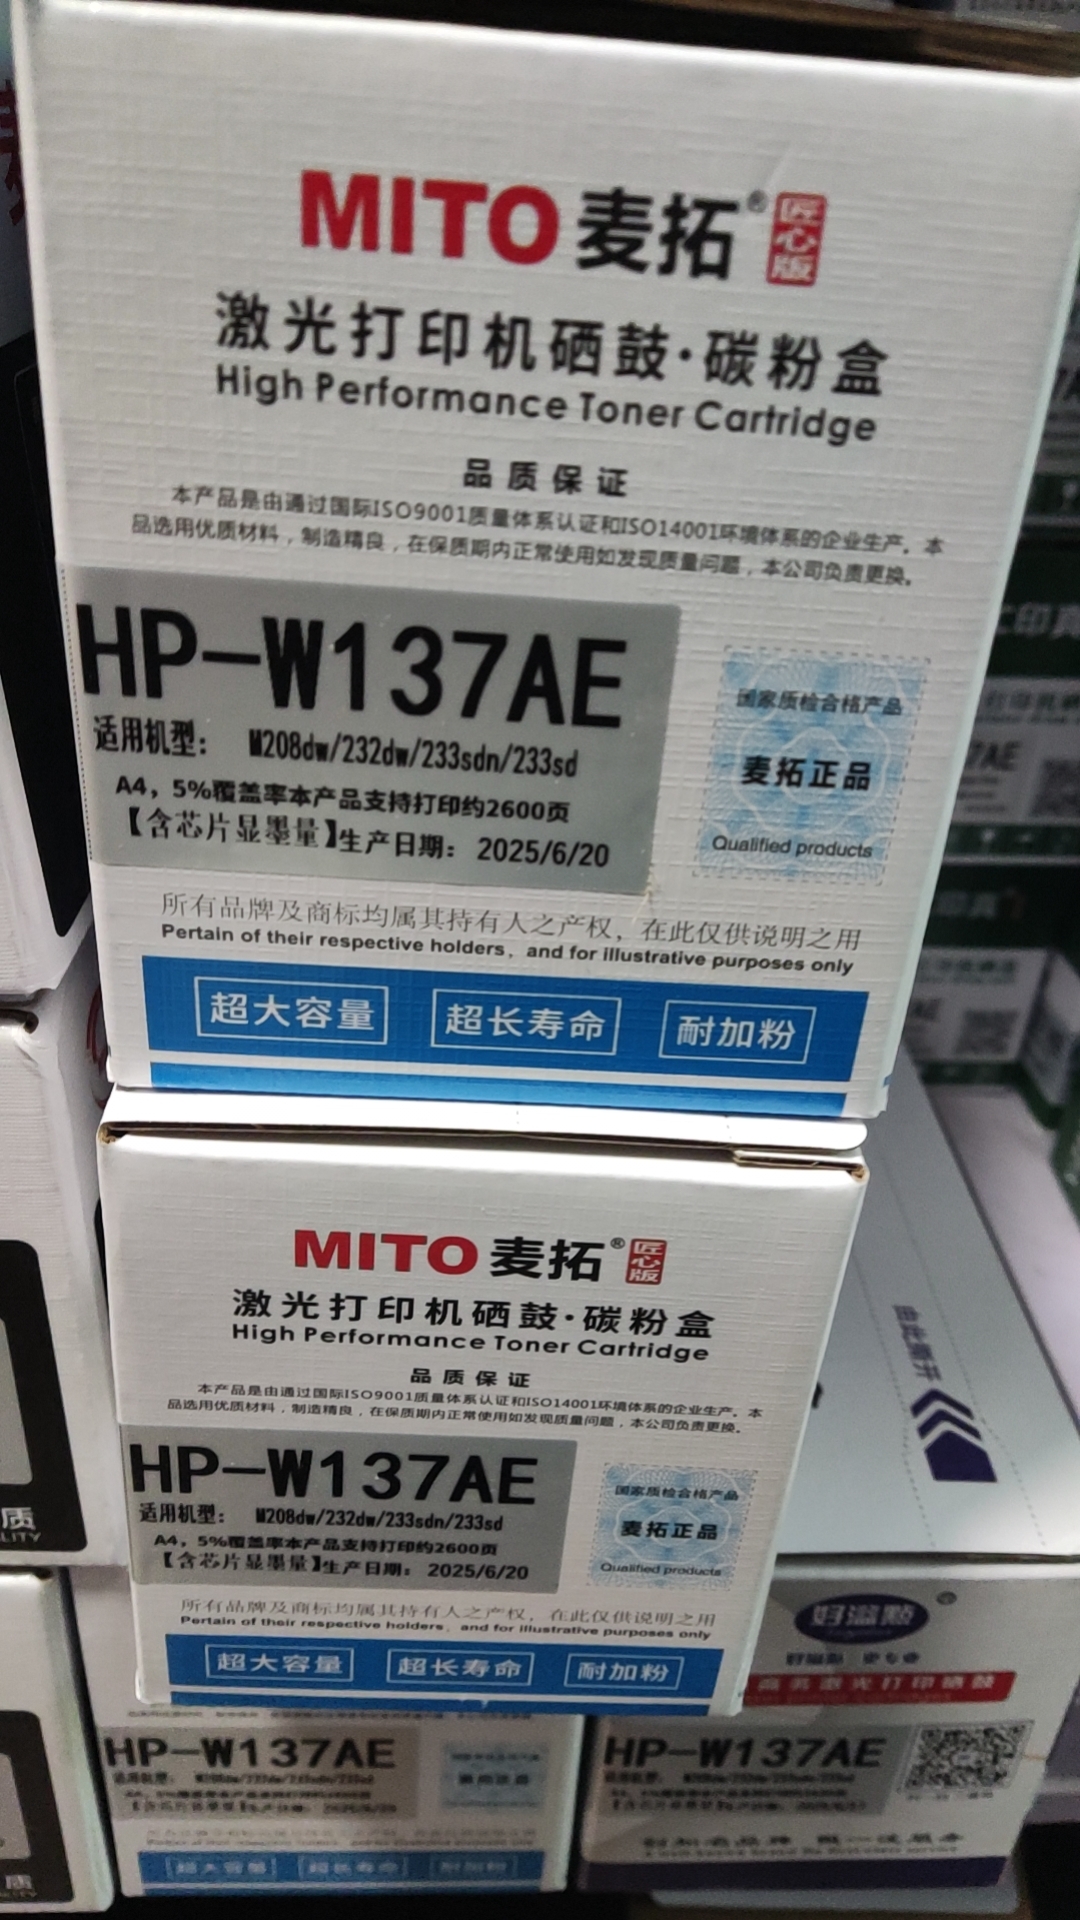 MITO 麦拓® 匠心版
激光打印机硒鼓·碳粉盒
High Performance Toner Cartridge
品质保证
本产品是由通过国际ISO9001质量体系认证和ISO14001环境体系的企业生产。本
品选用优质材料，制造精良，在保质期内正常使用如发现质量问题，本公司负责更换。
HP-W137AE
适用机型： M208dw/232dw/233sdn/233sd
A4，5%覆盖率本产品支持打印约2600页
【含芯片显墨量】生产日期： 2025/6/20
国家质检合格产品
麦拓正品
Qualified products
所有品牌及商标均属其持有人之产权，在此仅供说明之用
Pertain of their respective holders, and for illustrative purposes only
超大容量 超长寿命 耐加粉
MITO 麦拓® 匠心版
激光打印机硒鼓·碳粉盒
High Performance Toner Cartridge
品质保证
本产品是由通过国际ISO9001质量体系认证和ISO14001环境体系的企业生产。本
品选用优质材料，制造精良，在保质期内正常使用如发现质量问题，本公司负责更换。
HP-W137AE
适用机型： M208dw/232dw/233sdn/233sd
A4，5%覆盖率本产品支持打印约2600页
【含芯片显墨量】生产日期： 2025/6/20
国家质检合格产品
麦拓正品
Qualified products
所有品牌及商标均属其持有人之产权，在此仅供说明之用
Pertain of their respective holders, and for illustrative purposes only
超大容量 超长寿命 耐加粉
由此撕开
HP-W137AE
超大容量 超长寿命 耐加粉
HP-W137AE
质
LITY
质